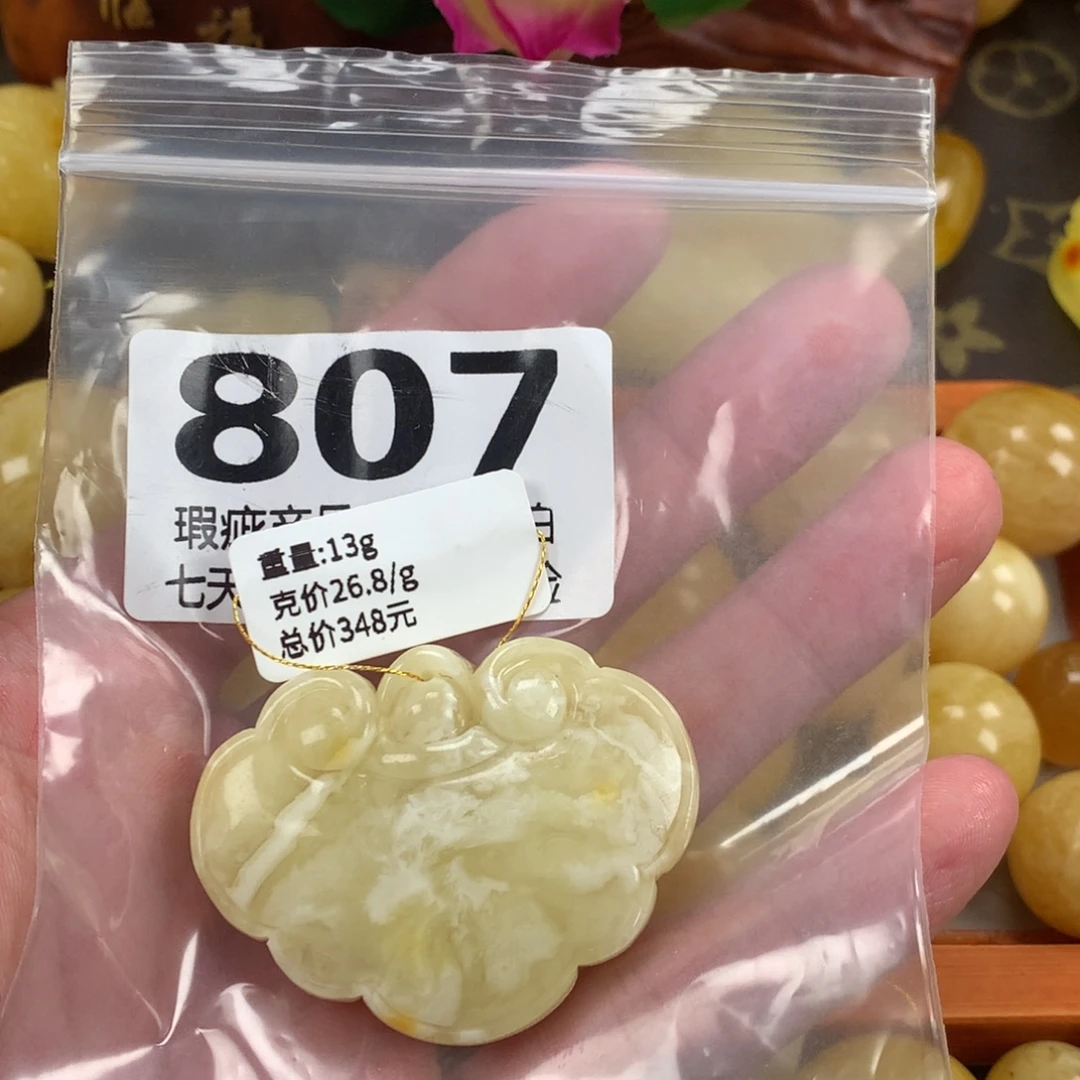 807
瑕疵
七天
重量:13g
克价26.8/g
总价348元